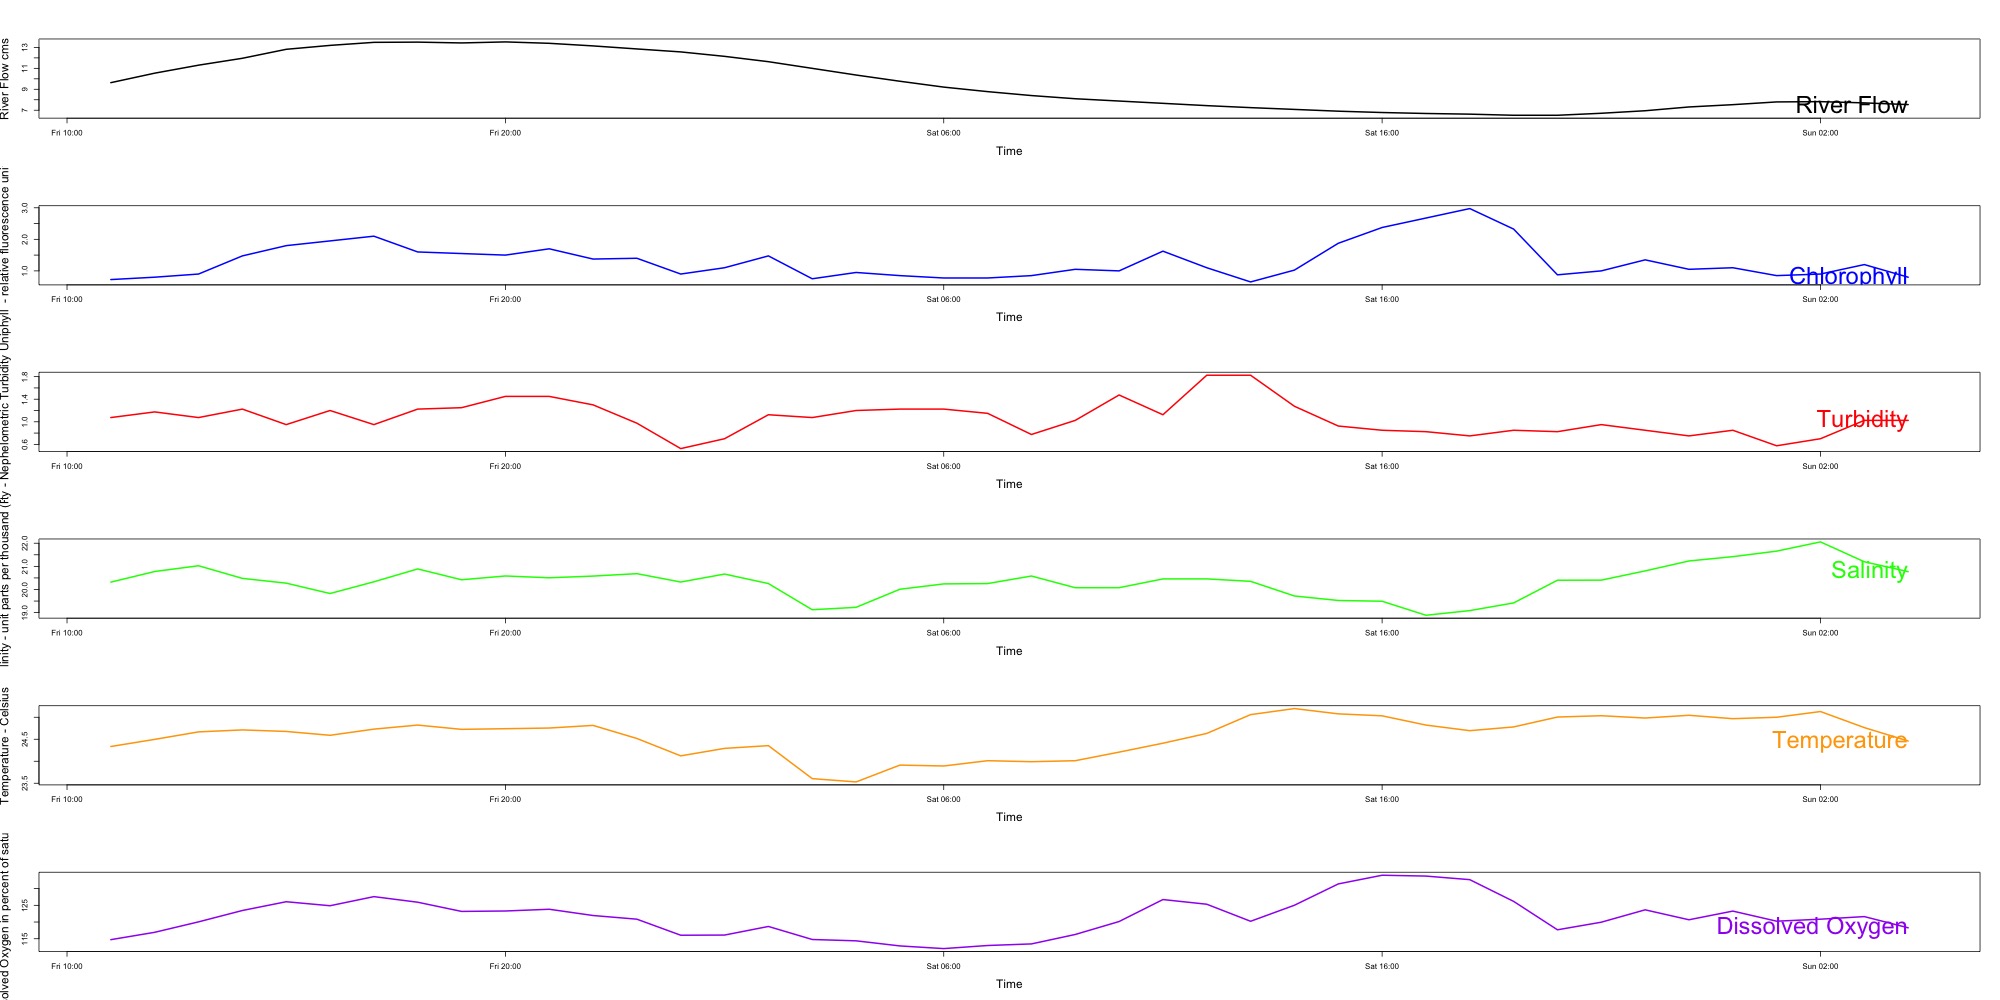 River Flow cms
13
11
9
7
River Flow
Fri 10:00 Fri 20:00 Sat 06:00 Sat 16:00 Sun 02:00
Time
phyll - relative fluorescence uni
3.0
2.0
1.0
Chlorophyll
Fri 10:00 Fri 20:00 Sat 06:00 Sat 16:00 Sun 02:00
Time
ty - Nephelometric Turbidity Uni
1.8
1.4
1.0
0.6
Turbidity
Fri 10:00 Fri 20:00 Sat 06:00 Sat 16:00 Sun 02:00
Time
linity - unit parts per thousand (
22.0
21.0
20.0
19.0
Salinity
Fri 10:00 Fri 20:00 Sat 06:00 Sat 16:00 Sun 02:00
Time
Temperature - Celsius
24.5
23.5
Temperature
Fri 10:00 Fri 20:00 Sat 06:00 Sat 16:00 Sun 02:00
Time
olved Oxygen in percent of satu
125
115
Dissolved Oxygen
Fri 10:00 Fri 20:00 Sat 06:00 Sat 16:00 Sun 02:00
Time